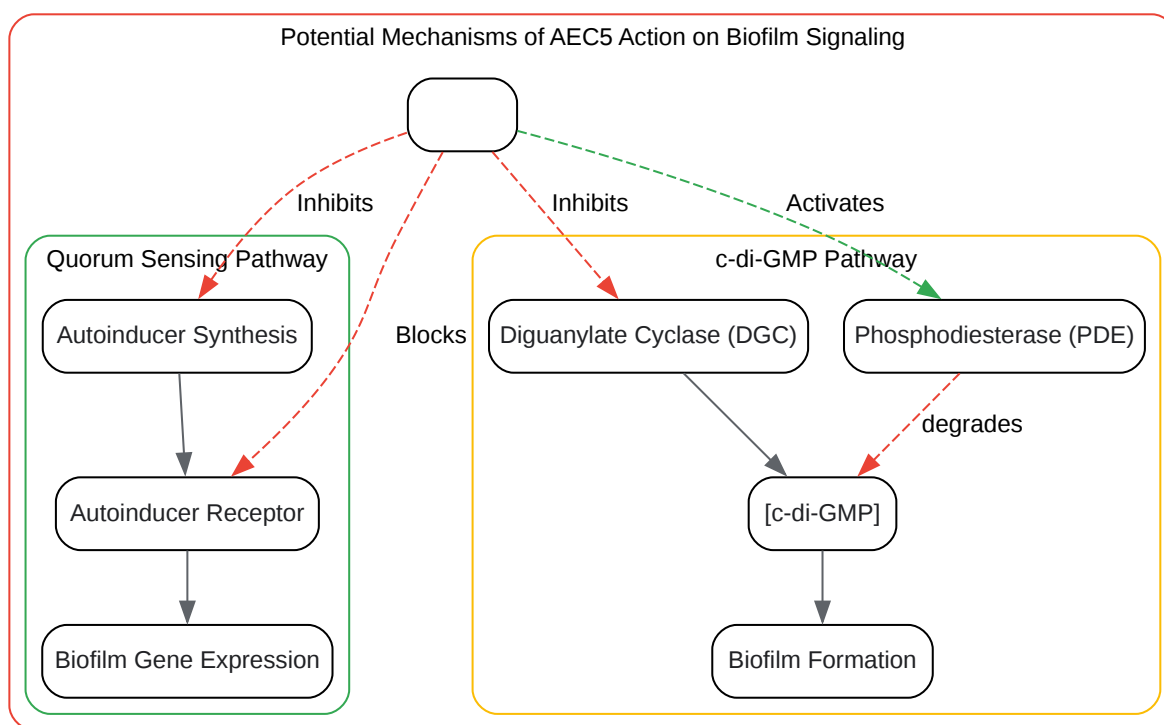 Potential Mechanisms of AEC5 Action on Biofilm Signaling
Inhibits
Inhibits
Activates
Quorum Sensing Pathway
c-di-GMP Pathway
Autoinducer Synthesis
Blocks
Diguanylate Cyclase (DGC)
Phosphodiesterase (PDE)
degrades
Autoinducer Receptor
[c-di-GMP]
Biofilm Gene Expression
Biofilm Formation